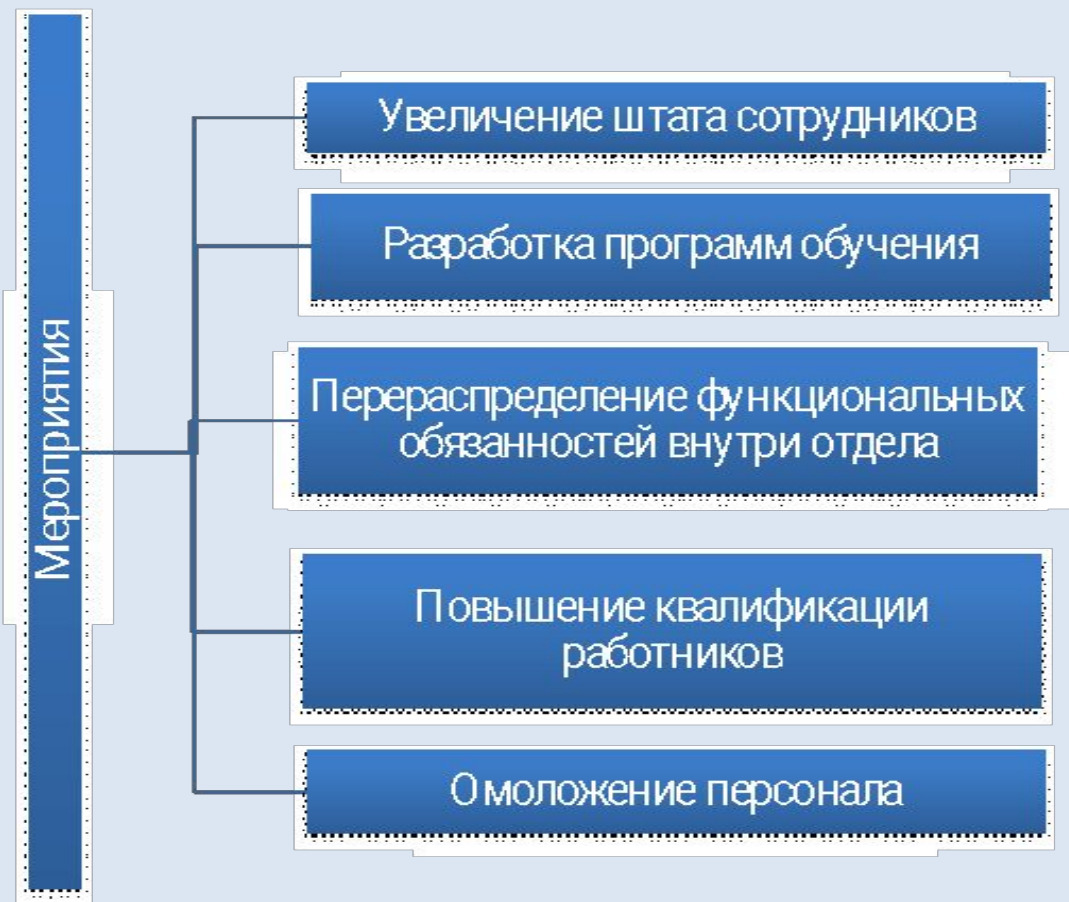 Мероприятия
Увеличение штата сотрудников
Разработка программ обучения
Перераспределение функциональных
обязанностей внутри отдела
Повышение квалификации
работников
Омоложение персонала